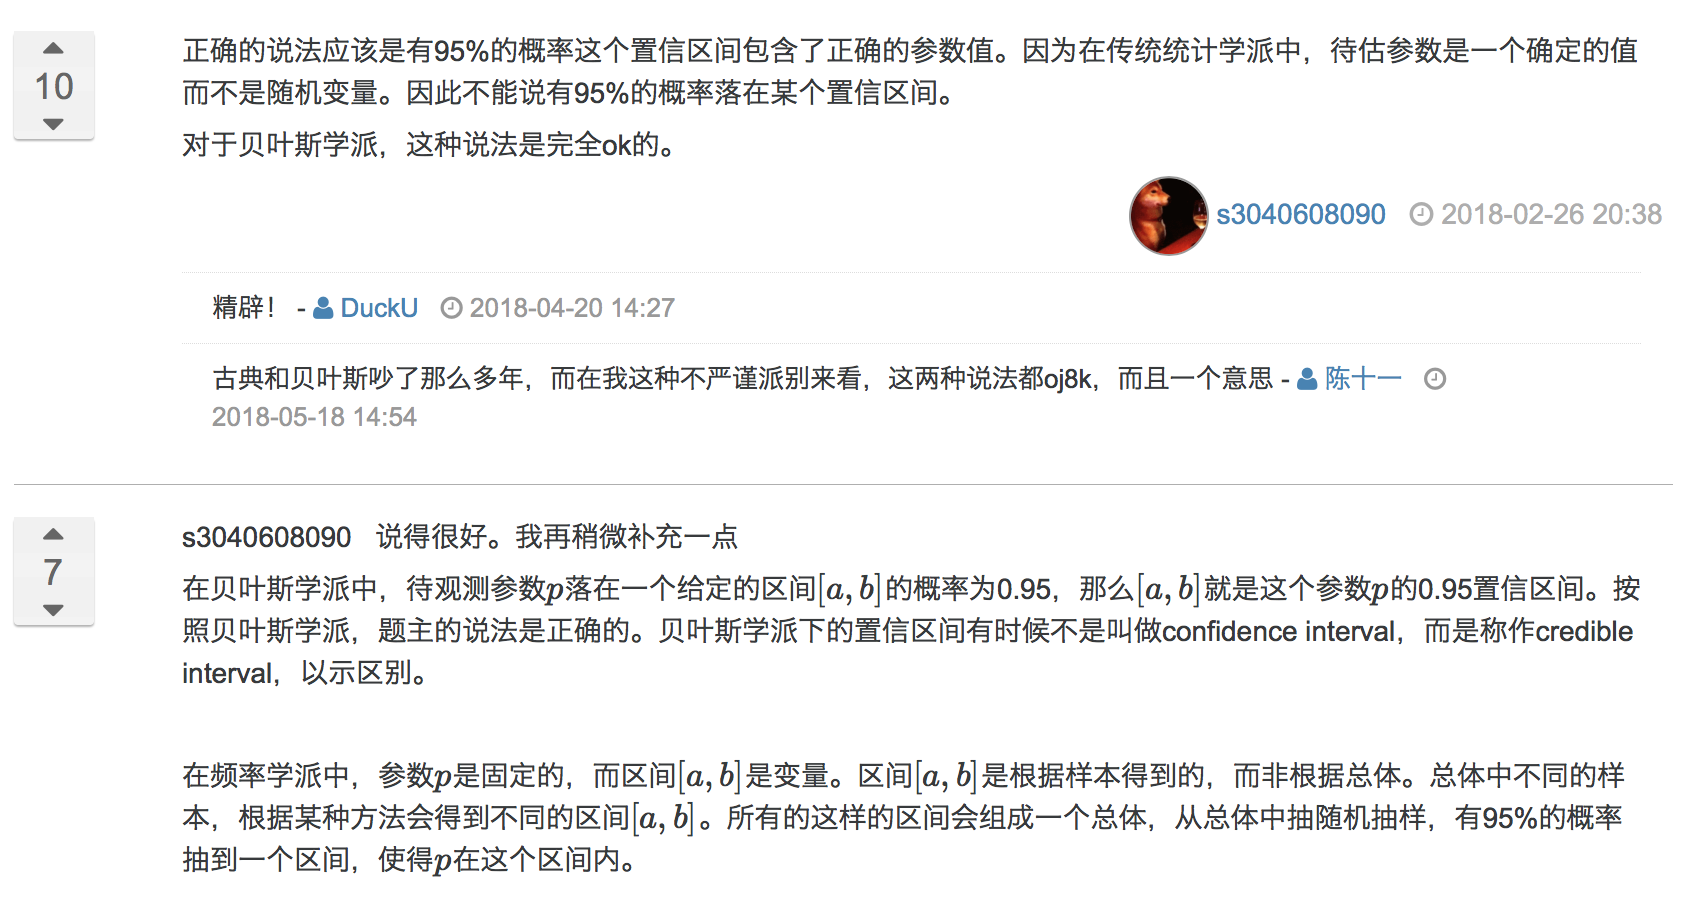 10
正确的说法应该是有95%的概率这个置信区间包含了正确的参数值。因为在传统统计学派中，待估参数是一个确定的值
而不是随机变量。因此不能说有95%的概率落在某个置信区间。
对于贝叶斯学派，这种说法是完全ok的。
s3040608090 2018-02-26 20:38
精辟！ - DuckU 2018-04-20 14:27
古典和贝叶斯吵了那么多年，而在我这种不严谨派别来看，这两种说法都oj8k，而且一个意思 - 陈十一
2018-05-18 14:54
7
s3040608090 说得很好。我再稍微补充一点
在贝叶斯学派中，待观测参数p落在一个给定的区间[a, b]的概率为0.95，那么[a, b]就是这个参数p的0.95置信区间。按
照贝叶斯学派，题主的说法是正确的。贝叶斯学派下的置信区间有时候不是叫做confidence interval，而是称作credible
interval，以示区别。
在频率学派中，参数p是固定的，而区间[a, b]是变量。区间[a, b]是根据样本得到的，而非根据总体。总体中不同的样
本，根据某种方法会得到不同的区间[a, b]。所有的这样的区间会组成一个总体，从总体中抽随机抽样，有95%的概率
抽到一个区间，使得p在这个区间内。